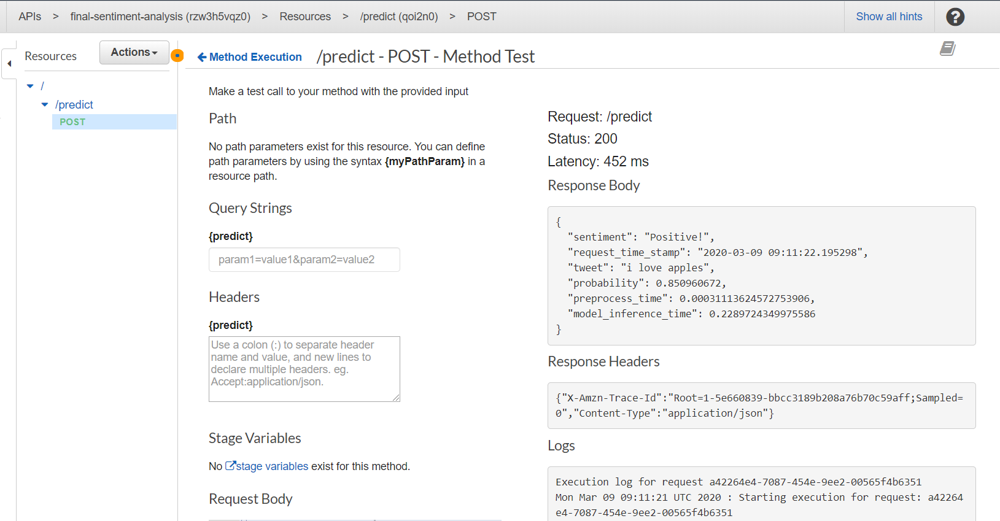 APIs > final-sentiment-analysis (rzw3h5vqz0) > Resources > /predict (qoi2n0) > POST
Show all hints
?
Resources
Actions
/
/predict
POST
Method Execution
/predict - POST - Method Test
Make a test call to your method with the provided input
Path
No path parameters exist for this resource. You can define
path parameters by using the syntax {myPathParam} in a
resource path.
Query Strings
{predict}
param1=value1&param2=value2
Headers
{predict}
Use a colon (:) to separate header
name and value, and new lines to
declare multiple headers. eg.
Accept:application/json.
Stage Variables
No stage variables exist for this method.
Request Body
Request: /predict
Status: 200
Latency: 452 ms
Response Body
{
"sentiment": "Positive!",
"request_time_stamp": "2020-03-09 09:11:22.195298",
"tweet": "i love apples",
"probability": 0.850960672,
"preprocess_time": 0.00031113624572753906,
"model_inference_time": 0.2289724349975586
}
Response Headers
{"X-Amzn-Trace-Id":"Root=1-5e660839-bbcc3189b208a76b70c59aff;Sampled=
0","Content-Type":"application/json"}
Logs
Execution log for request a42264e4-7087-454e-9ee2-00565f4b6351
Mon Mar 09 09:11:21 UTC 2020 : Starting execution for request: a42264
e4-7087-454e-9ee2-00565f4b6351